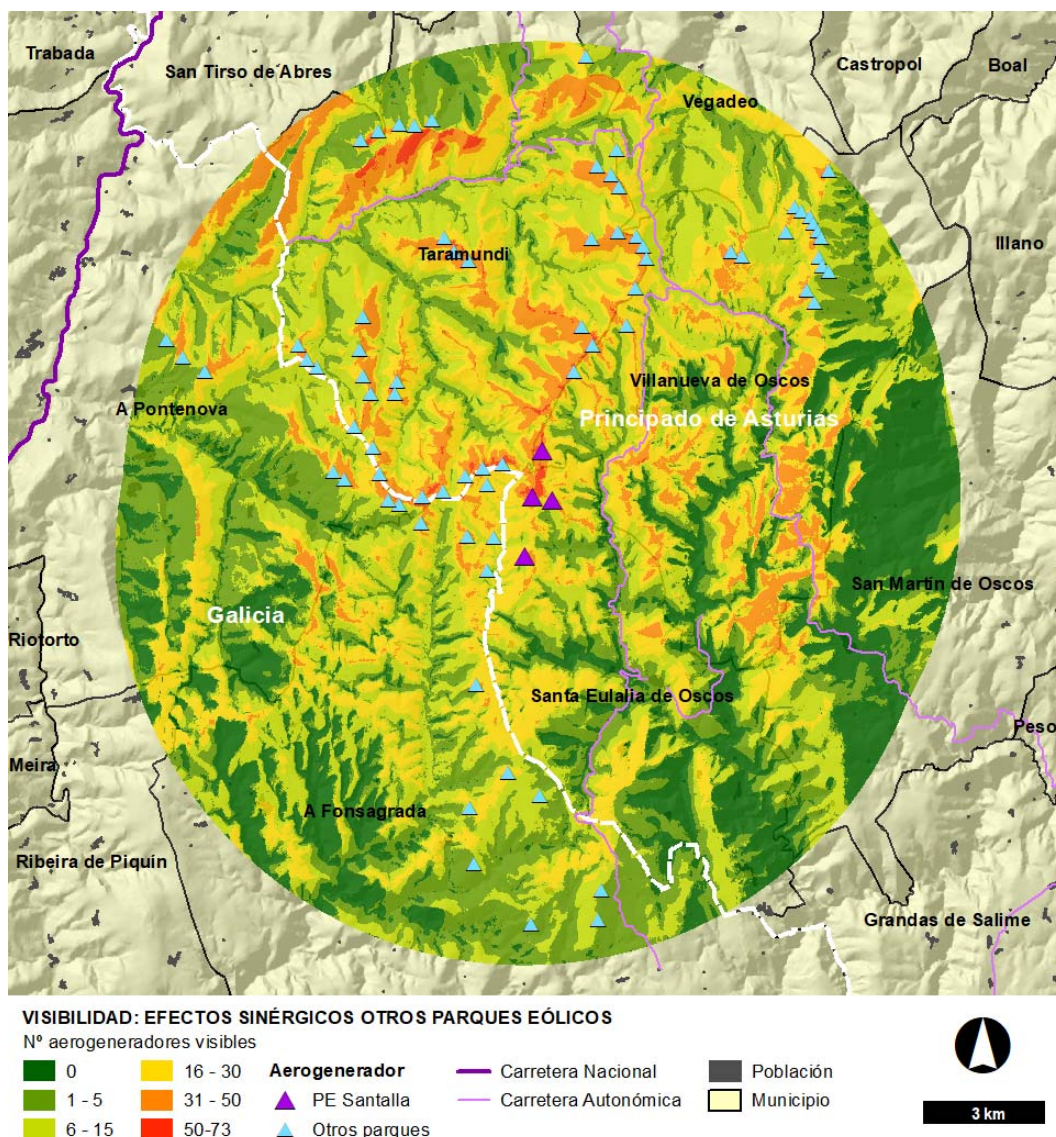 Trabada
San Tirso de Abres
Castropol
Boal
Vegadeo
Illano
Taramundi
Villanueva de Oscos
A Pontenova
Principado de Asturias
San Martín de Oscos
Galicia
Riotorto
Santa Eulalia de Oscos
Peso
Meira
A Fonsagrada
Ribeira de Piquín
Grandas de Salime
VISIBILIDAD: EFECTOS SINÉRGICOS OTROS PARQUES EÓLICOS
Nº aerogeneradores visibles
0
1 - 5
6 - 15
16 - 30
31 - 50
50-73
Aerogenerador
PE Santalla
Otros parques
Carretera Nacional
Carretera Autonómica
Población
Municipio
3 km